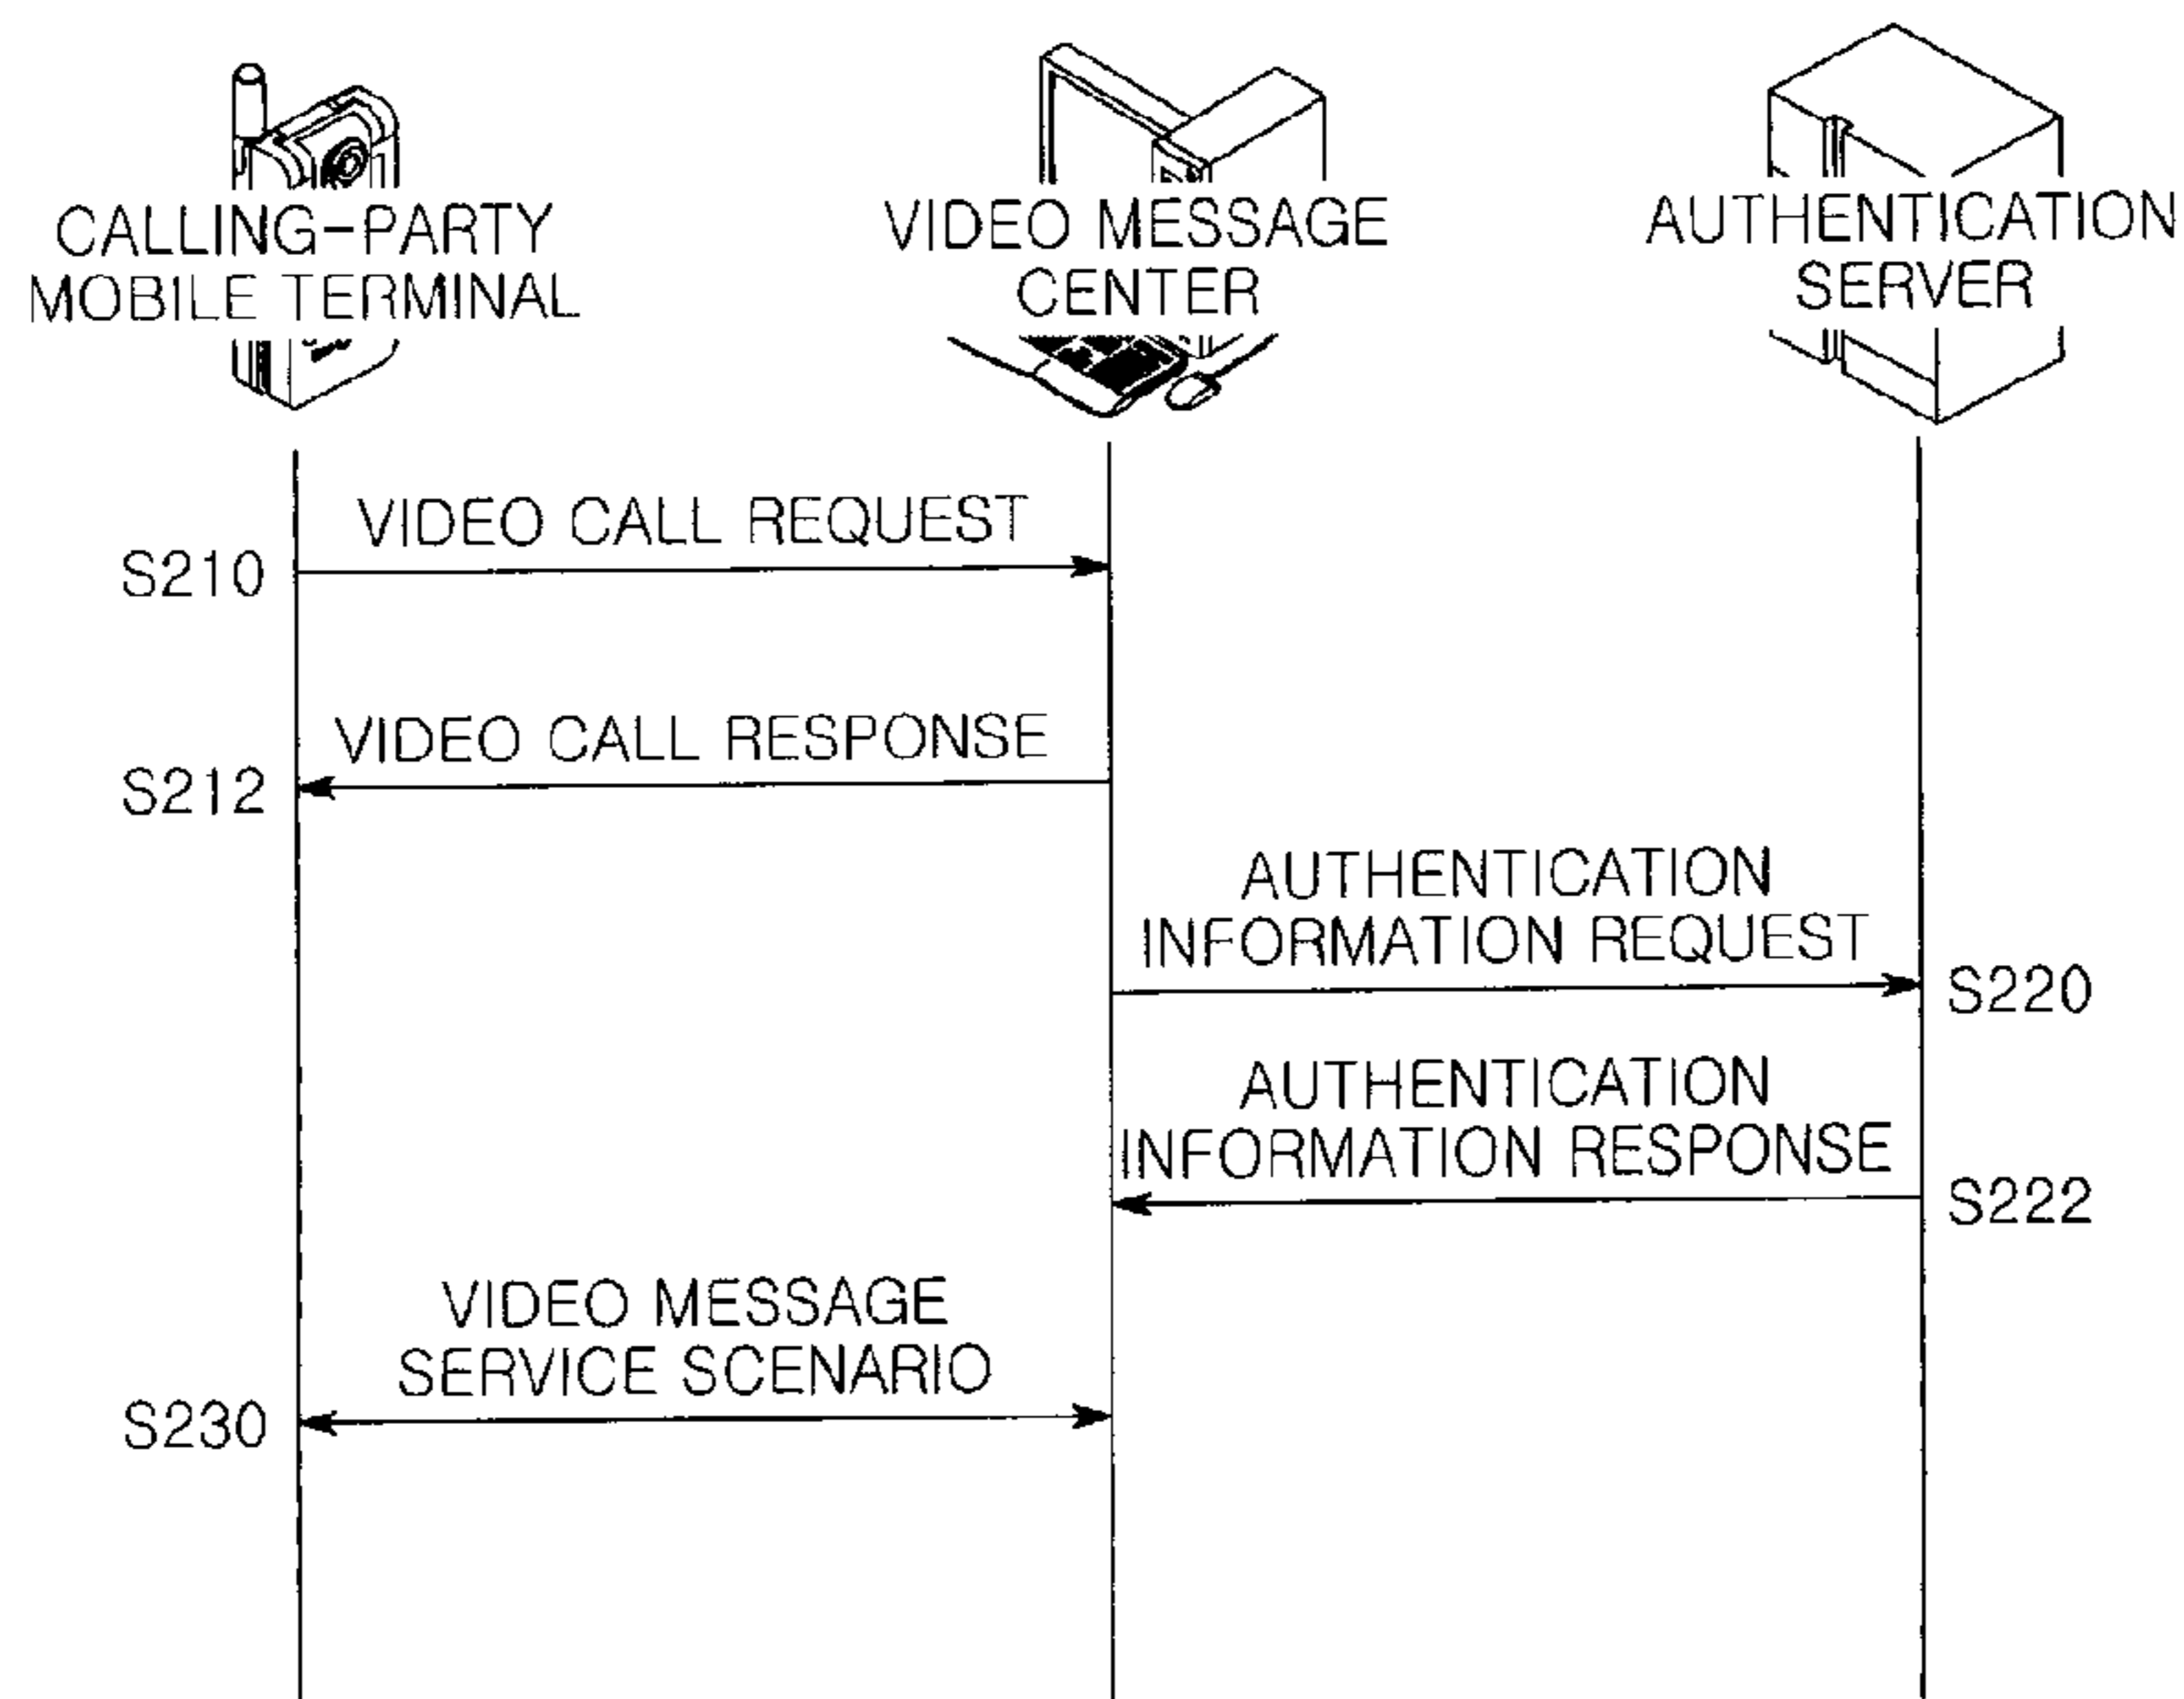 CALLING-PARTY
MOBILE TERMINAL
VIDEO MESSAGE
CENTER
AUTHENTICATION
SERVER
VIDEO CALL REQUEST
S210
VIDEO CALL RESPONSE
S212
AUTHENTICATION
INFORMATION REQUEST
S220
AUTHENTICATION
INFORMATION RESPONSE
S222
VIDEO MESSAGE
SERVICE SCENARIO
S230